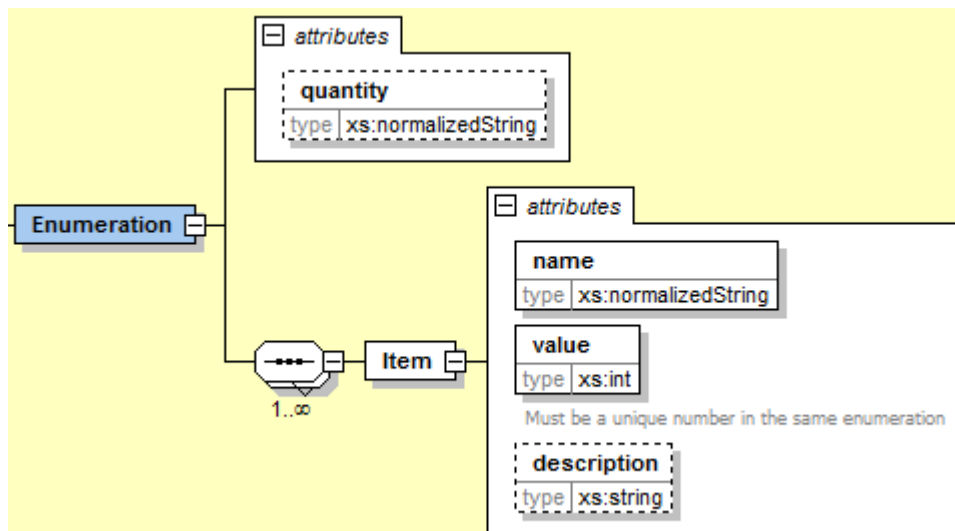 attributes
quantity
type xs:normalizedString
Enumeration
attributes
name
type xs:normalizedString
value
type xs:int
Must be a unique number in the same enumeration
Item
1..∞
description
type xs:string